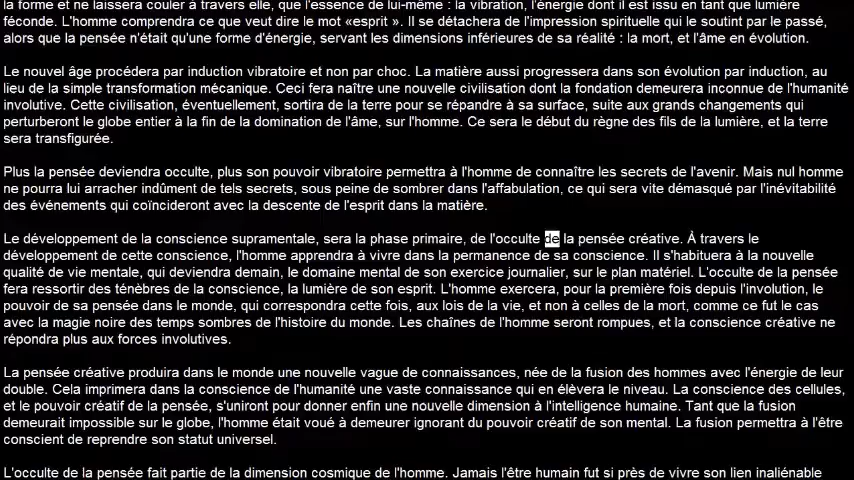 la forme et ne laissera couler à travers elle, que l'essence de lui-même : la vibration, l'énergie dont il est issu en tant que lumière
féconde. L'homme comprendra ce que veut dire le mot «esprit ». Il se détachera de l'impression spirituelle qui le soutint par le passé,
alors que la pensée n'était qu'une forme d'énergie, servant les dimensions inférieures de sa réalité : la mort, et l'âme en évolution.
Le nouvel âge procédera par induction vibratoire et non par choc. La matière aussi progressera dans son évolution par induction, au
lieu de la simple transformation mécanique. Ceci fera naître une nouvelle civilisation dont la fondation demeurera inconnue de l'humanité
involutive. Cette civilisation, éventuellement, sortira de la terre pour se répandre à sa surface, suite aux grands changements qui
perturberont le globe entier à la fin de la domination de l'âme, sur l'homme. Ce sera le début du règne des fils de la lumière, et la terre
sera transfigurée.
Plus la pensée deviendra occulte, plus son pouvoir vibratoire permettra à l'homme de connaître les secrets de l'avenir. Mais nul homme
ne pourra lui arracher indûment de tels secrets, sous peine de sombrer dans l'affabulation, ce qui sera vite démasqué par l'inévitabilité
des événements qui coïncideront avec la descente de l'esprit dans la matière.
Le développement de la conscience supramentale, sera la phase primaire, de l'occulte de la pensée créative. À travers le
développement de cette conscience, l'homme apprendra à vivre dans la permanence de sa conscience. Il s'habituera à la nouvelle
qualité de vie mentale, qui deviendra demain, le domaine mental de son exercice journalier, sur le plan matériel. L'occulte de la pensée
fera ressortir des ténèbres de la conscience, la lumière de son esprit. L'homme exercera, pour la première fois depuis l'involution, le
pouvoir de sa pensée dans le monde, qui correspondra cette fois, aux lois de la vie, et non à celles de la mort, comme ce fut le cas
avec la magie noire des temps sombres de l'histoire du monde. Les chaînes de l'homme seront rompues, et la conscience créative ne
répondra plus aux forces involutives.
La pensée créative produira dans le monde une nouvelle vague de connaissances, née de la fusion des hommes avec l'énergie de leur
double. Cela imprimera dans la conscience de l'humanité une vaste connaissance qui en élèvera le niveau. La conscience des cellules,
et le pouvoir créatif de la pensée, s'uniront pour donner enfin une nouvelle dimension à l'intelligence humaine. Tant que la fusion
demeurait impossible sur le globe, l'homme était voué à demeurer ignorant du pouvoir créatif de son mental. La fusion permettra à l'être
conscient de reprendre son statut universel.
L'occulte de la pensée fait partie de la dimension cosmique de l'homme. Jamais l'être humain fut si près de vivre son lien inaliénable